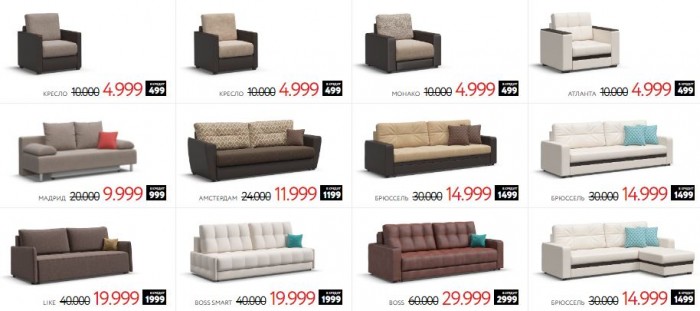 КРЕСЛО 10.000 4.999 В КРЕДИТ 499
КРЕСЛО 10.000 4.999 В КРЕДИТ 499
МОНАКО 10.000 4.999 В КРЕДИТ 499
АТЛАНТА 10.000 4.999 В КРЕДИТ 499
МАДРИД 20.000 9.999 В КРЕДИТ 999
АМСТЕРДАМ 24.000 11.999 В КРЕДИТ 1199
БРЮССЕЛЬ 30.000 14.999 В КРЕДИТ 1499
БРЮССЕЛЬ 30.000 14.999 В КРЕДИТ 1499
LIKE 40.000 19.999 В КРЕДИТ 1999
BOSS SMART 40.000 19.999 В КРЕДИТ 1999
BOSS 60.000 29.999 В КРЕДИТ 2999
БРЮССЕЛЬ 30.000 14.999 В КРЕДИТ 1499